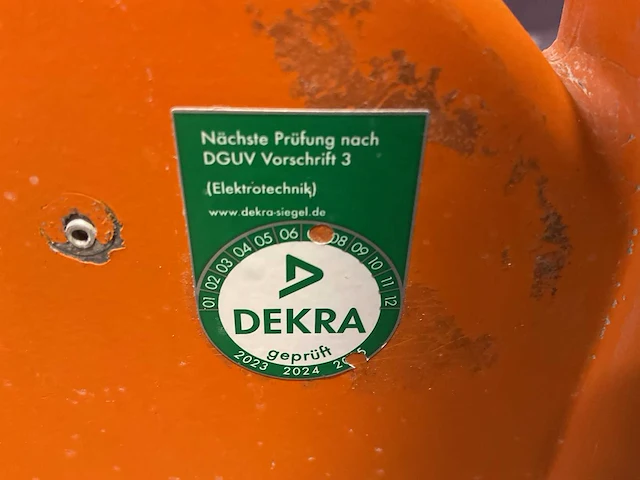 Nächste Prüfung nach
DGUV Vorschrift 3
(Elektrotechnik)
www.dekra-siegel.de
01 02 03 04 05 06 08 09 10 11 12
DEKRA
geprüft
2023 2024